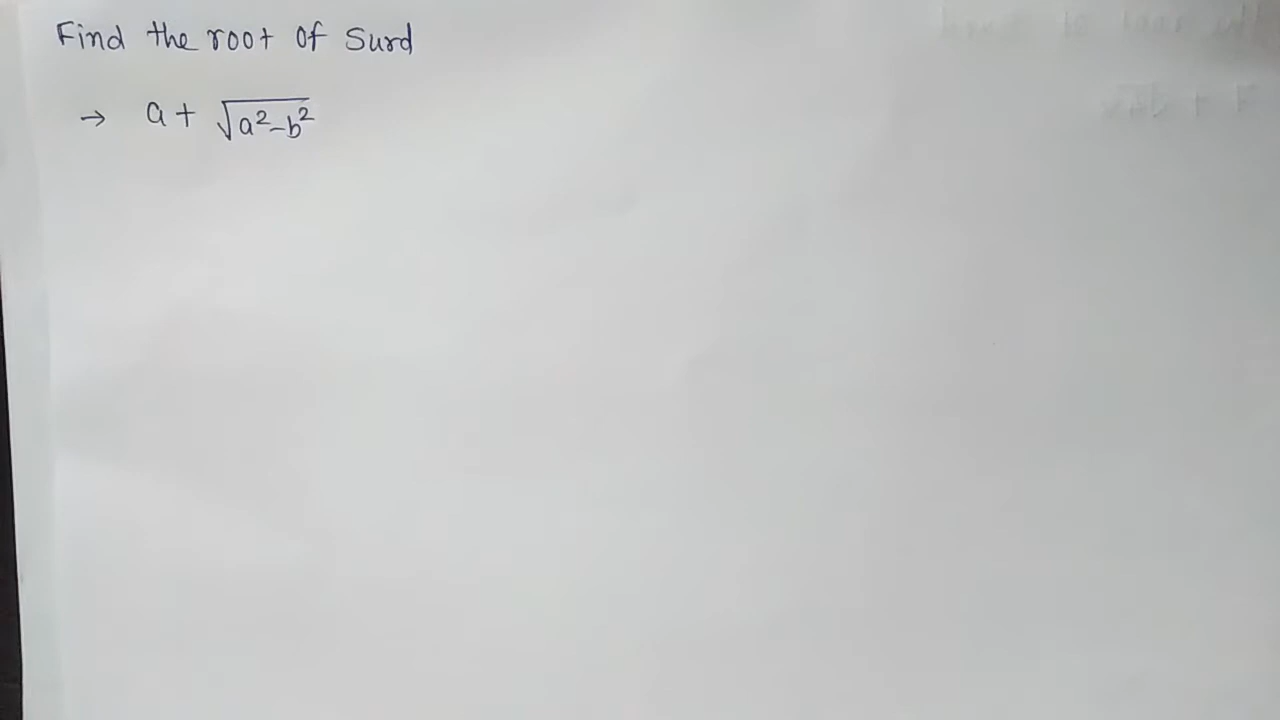 Find the root of Surd
→ a + √a²-b²